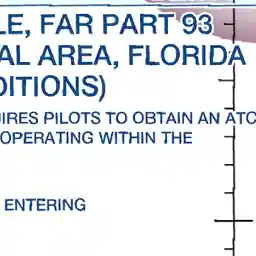 LE, FAR PART 93
AL AREA, FLORIDA
DITIONS)
IRES PILOTS TO OBTAIN AN ATC
OPERATING WITHIN THE
ENTERING